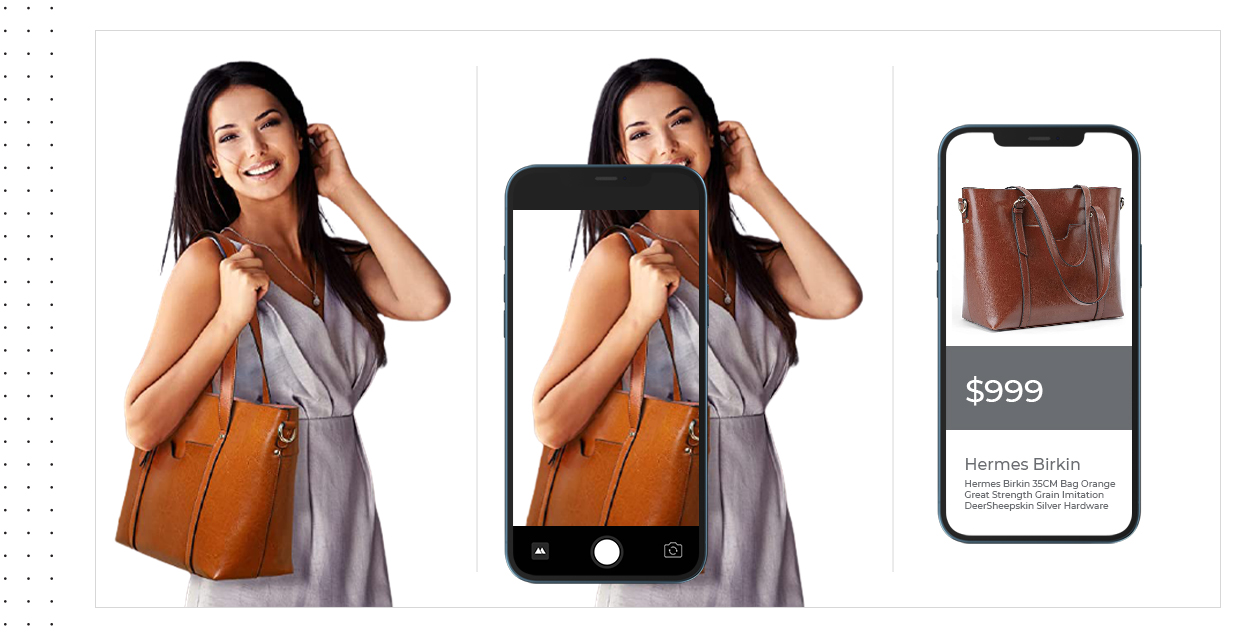 $999
Hermes Birkin
Hermes Birkin 35CM Bag Orange
Great Strength Grain Imitation
DeerSheepskin Silver Hardware